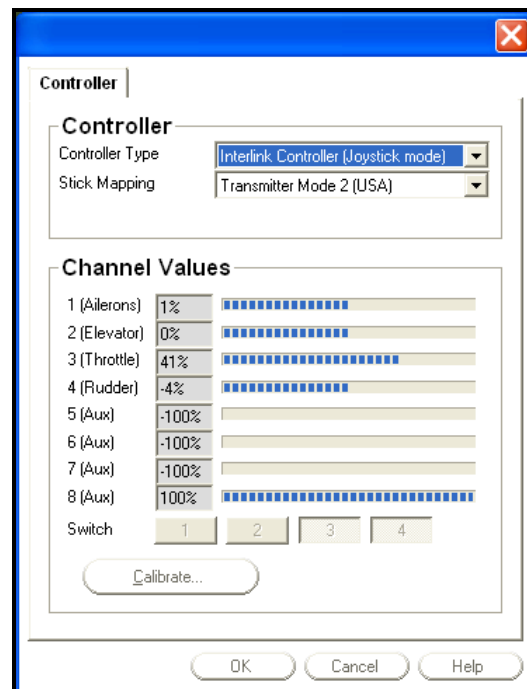 Controller
Controller
Controller Type Interlink Controller (Joystick mode)
Stick Mapping Transmitter Mode 2 (USA)
Channel Values
1 (Ailerons) 1%
2 (Elevator) 0%
3 (Throttle) 41%
4 (Rudder) -4%
5 (Aux) -100%
6 (Aux) -100%
7 (Aux) -100%
8 (Aux) 100%
Switch 1 2 3 4
Calibrate...
OK Cancel Help